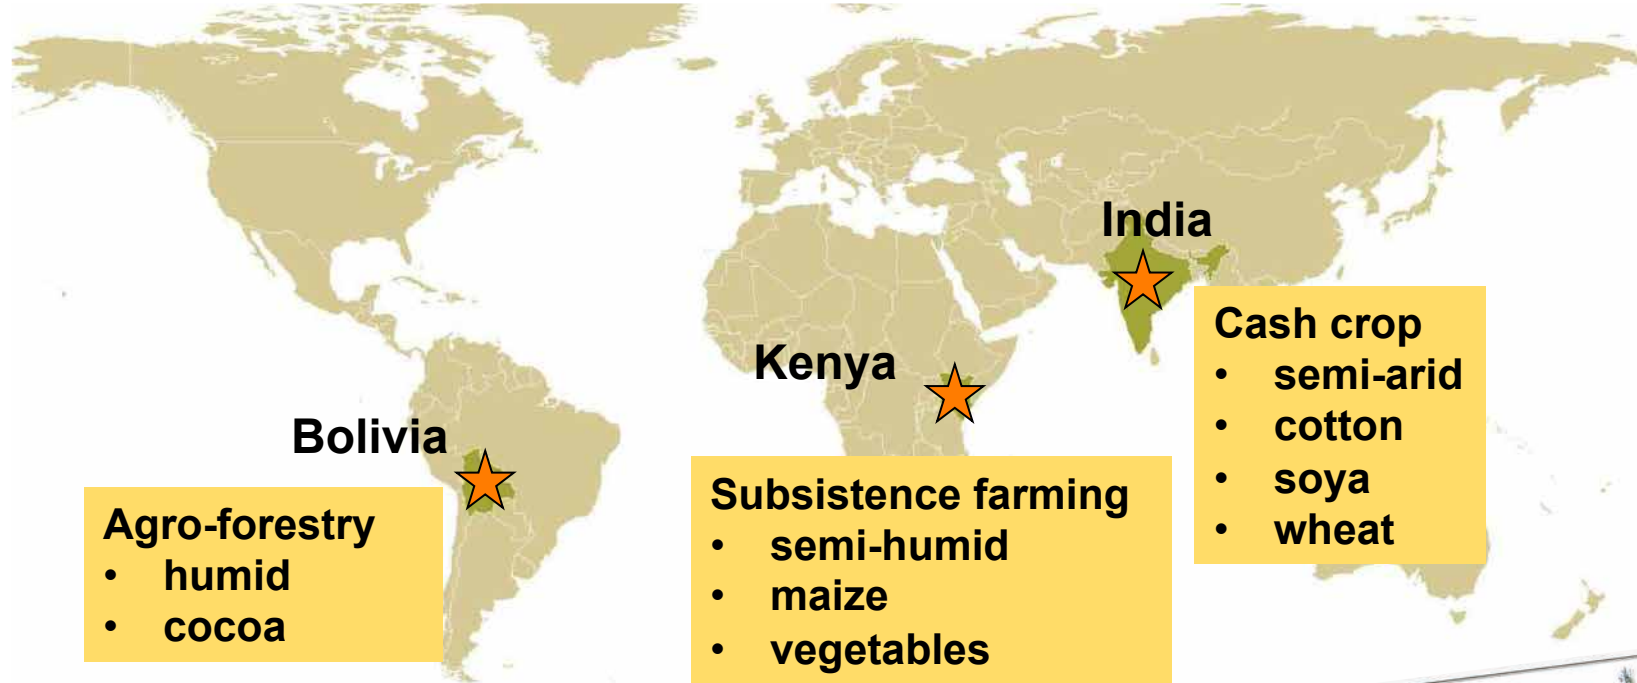 India
Kenya
Bolivia
Cash crop
• semi-arid
• cotton
• soya
• wheat
Subsistence farming
• semi-humid
• maize
• vegetables
Agro-forestry
• humid
• cocoa